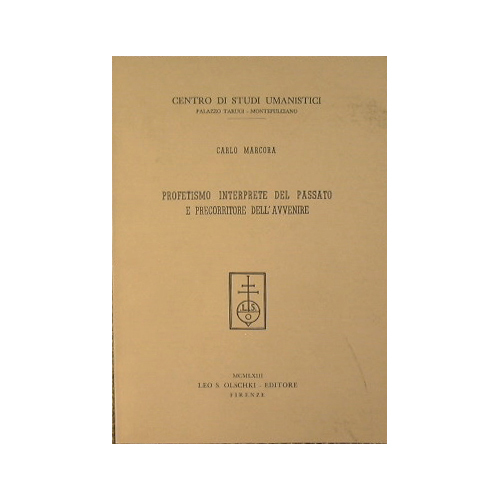 CENTRO DI STUDI UMANISTICI
PALAZZO TARUGI - MONTEPULCIANO
CARLO MARCORA
PROFETISMO INTERPRETE DEL PASSATO
E PRECORRITORE DELL'AVVENIRE
L. S.
O
MCMLXIII
LEO S. OLSCHKI - EDITORE
FIRENZE